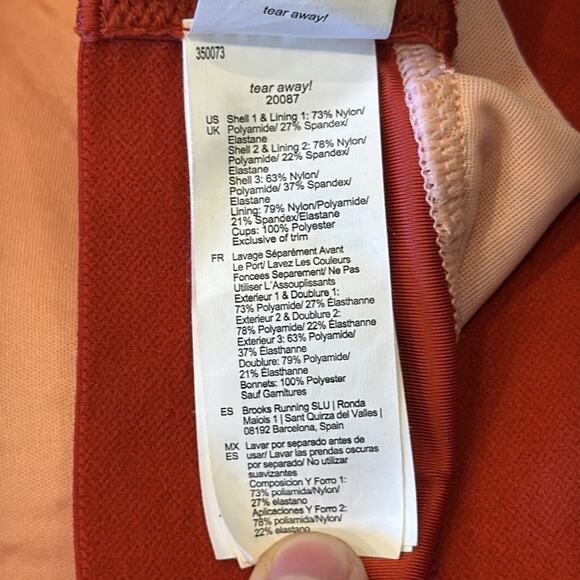 tear away!
350073
tear away!
20087
US Shell 1 & Lining 1: 73% Nylon/
UK Polyamide/ 27% Spandex/
Elastane
Shell 2 & Lining 2: 78% Nylon/
Polyamide/ 22% Spandex/
Elastane
Shell 3: 63% Nylon/
Polyamide/ 37% Spandex/
Elastane
Lining: 79% Nylon/Polyamide/
21% Spandex/Elastane
Cups: 100% Polyester
Exclusive of trim
FR Lavage Séparément Avant
Le Port/ Lavez Les Couleurs
Foncees Separement/ Ne Pas
Utiliser L'Assouplissants
Exterieur 1 & Doublure 1:
73% Polyamide/ 27% Élasthanne
Exterieur 2 & Doublure 2:
78% Polyamide/ 22% Élasthanne
Exterieur 3: 63% Polyamide/
37% Élasthanne
Doublure: 79% Polyamide/
21% Élasthanne
Bonnets: 100% Polyester
Sauf Garnitures
ES Brooks Running SLU | Ronda
Maiols 1 | Sant Quirza del Valles |
08192 Barcelona, Spain
MX Lavar por separado antes de
ES usar/ Lavar las prendas oscuras
por separado/ No utilizar
suavizantes
Composicion Y Forro 1:
73% poliamida/Nylon/
27% elastano
Aplicaciones Y Forro 2:
78% poliamida/Nylon/
22% elastano